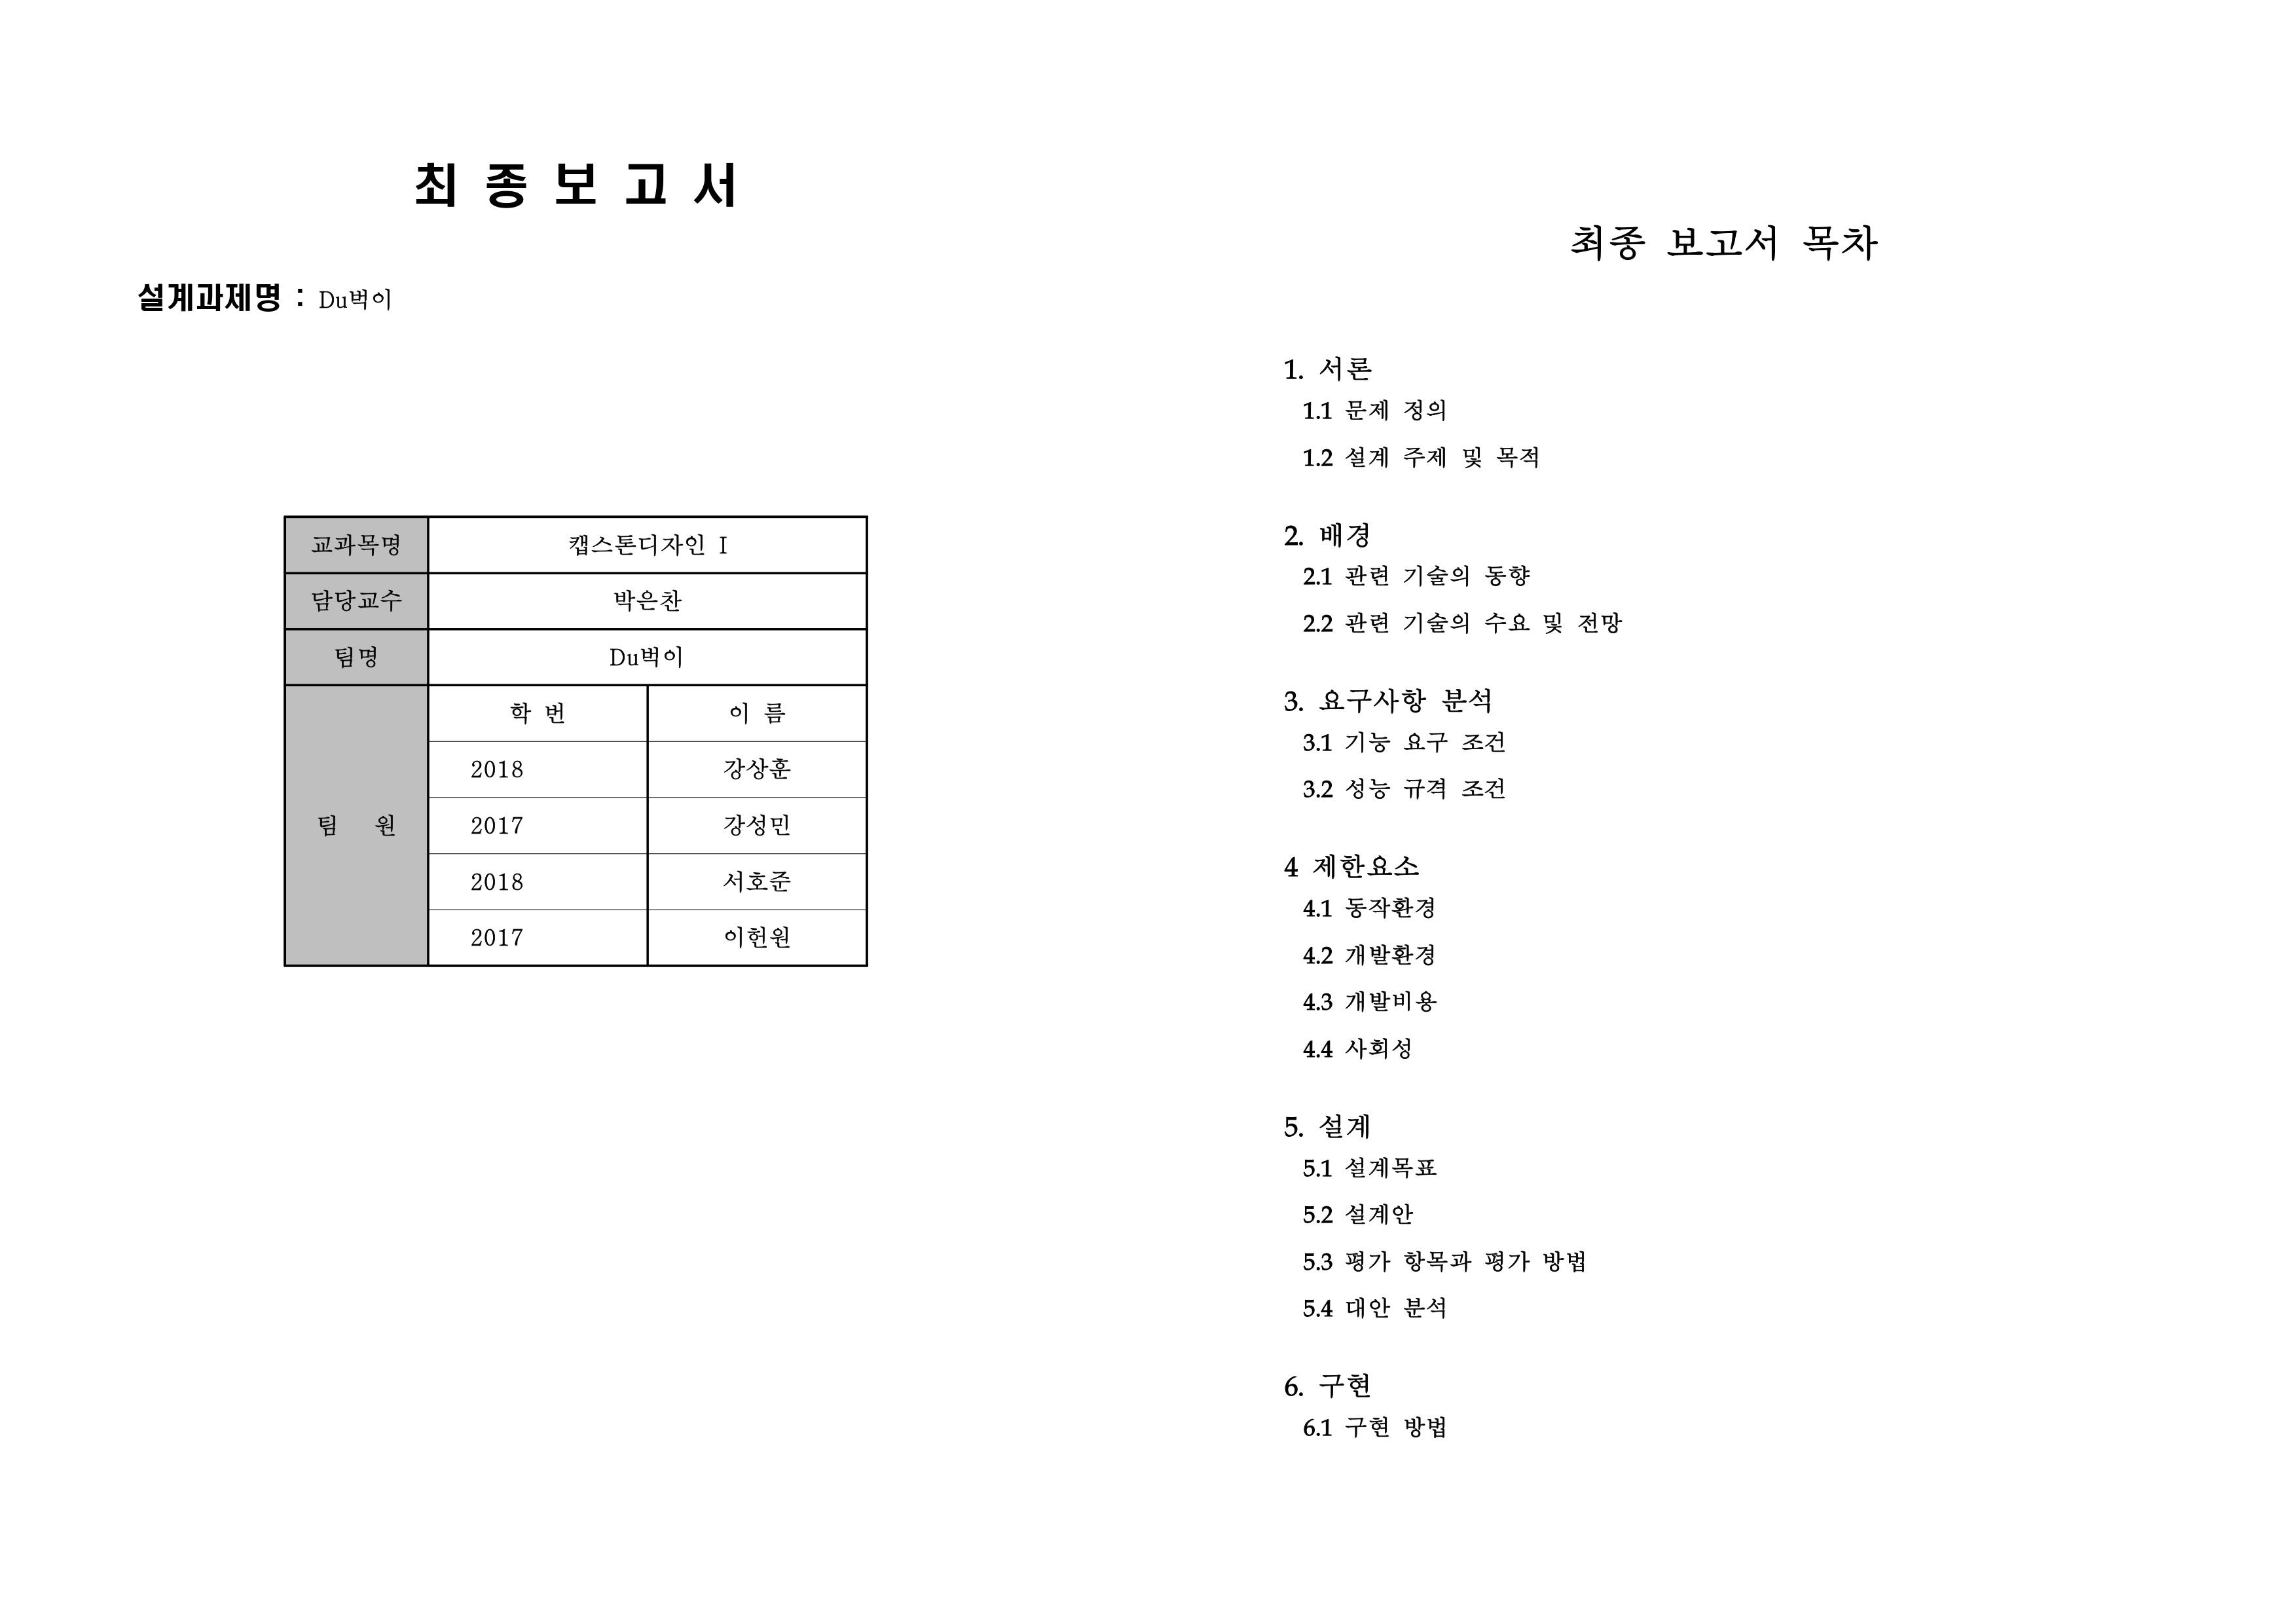 최 종 보 고 서
설계과제명 : Du벅이
교과목명 캡스톤디자인 I
담당교수 박은찬
팀명 Du벅이
팀 원
학 번 이 름
2018 강상훈
2017 강성민
2018 서호준
2017 이헌원
최종 보고서 목차
1. 서론
1.1 문제 정의
1.2 설계 주제 및 목적
2. 배경
2.1 관련 기술의 동향
2.2 관련 기술의 수요 및 전망
3. 요구사항 분석
3.1 기능 요구 조건
3.2 성능 규격 조건
4 제한요소
4.1 동작환경
4.2 개발환경
4.3 개발비용
4.4 사회성
5. 설계
5.1 설계목표
5.2 설계안
5.3 평가 항목과 평가 방법
5.4 대안 분석
6. 구현
6.1 구현 방법